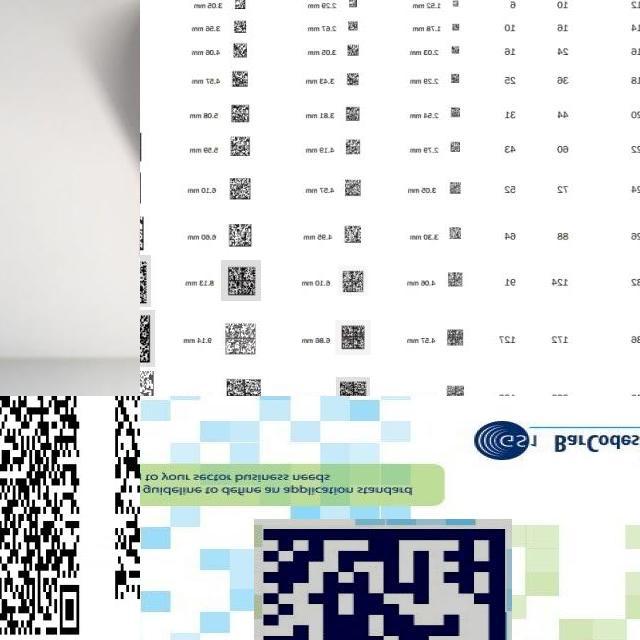 10 6 1.52 mm 2.29 mm 3.05 mm
16 10 1.78 mm 2.67 mm 3.56 mm
24 16 2.03 mm 3.05 mm 4.06 mm
36 25 2.29 mm 3.43 mm 4.57 mm
44 31 2.54 mm 3.81 mm 5.08 mm
60 43 2.79 mm 4.19 mm 5.59 mm
72 52 3.05 mm 4.57 mm 6.10 mm
88 64 3.30 mm 4.95 mm 6.60 mm
124 91 4.06 mm 6.10 mm 8.13 mm
172 127 4.57 mm 6.86 mm 9.14 mm
guideline to define an application standard
to your sector business needs
GS1 BarCodes